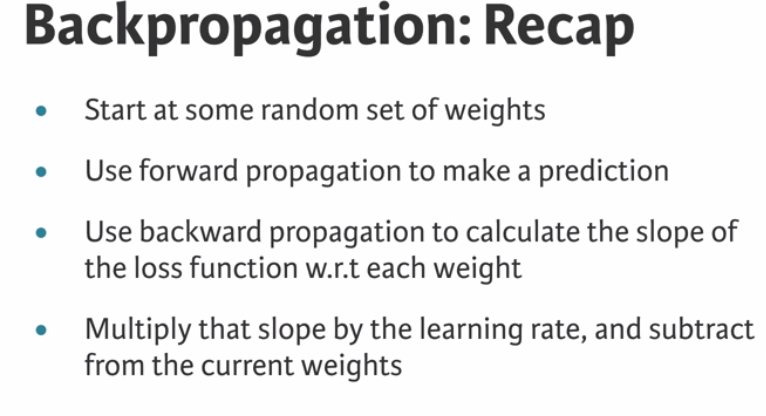 Backpropagation: Recap
• Start at some random set of weights
• Use forward propagation to make a prediction
• Use backward propagation to calculate the slope of
the loss function w.r.t each weight
• Multiply that slope by the learning rate, and subtract
from the current weights